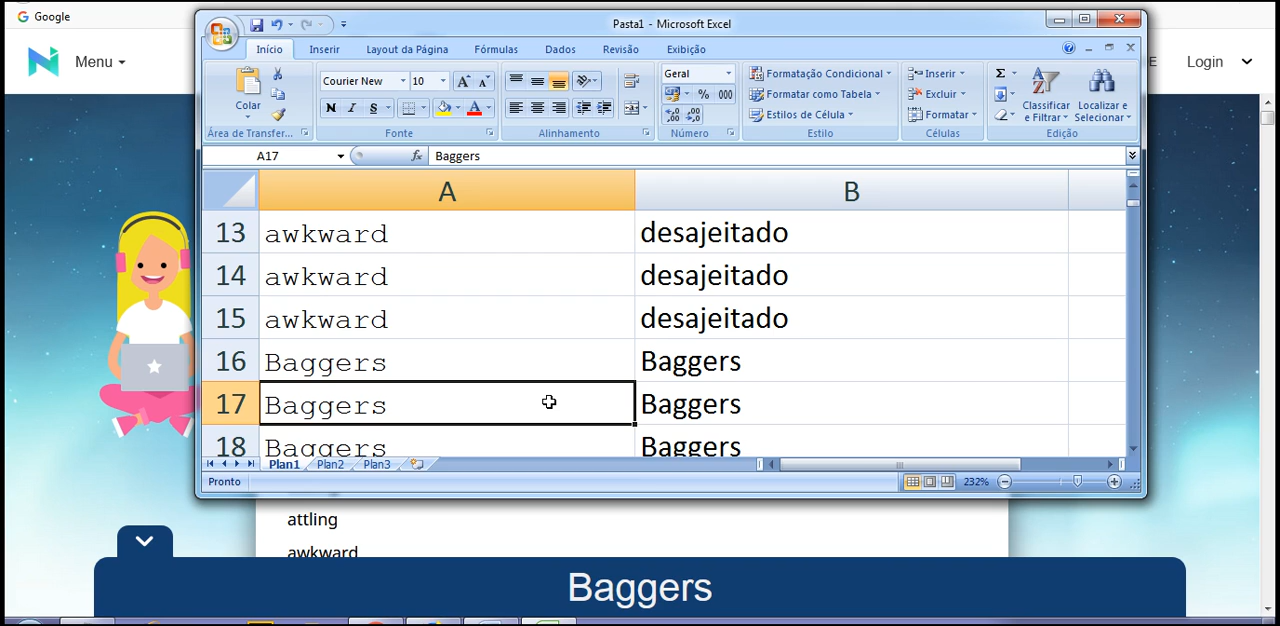 Google
Menu
E
Login
Pasta1 - Microsoft Excel
Início Inserir Layout da Página Fórmulas Dados Revisão Exibição
Colar
Área de Transfer...
Courier New 10
N I S
Fonte
Alinhamento
Geral
% 000
Número
Formatação Condicional
Formatar como Tabela
Estilos de Célula
Estilo
Inserir
Excluir
Formatar
Células
Classificar e Filtrar
Localizar e Selecionar
Edição
A17 fx Baggers
A B
13 awkward desajeitado
14 awkward desajeitado
15 awkward desajeitado
16 Baggers Baggers
17 Baggers Baggers
18 Baggers Baggers
Plan1 Plan2 Plan3
Pronto 232%
attling
awkward
Baggers